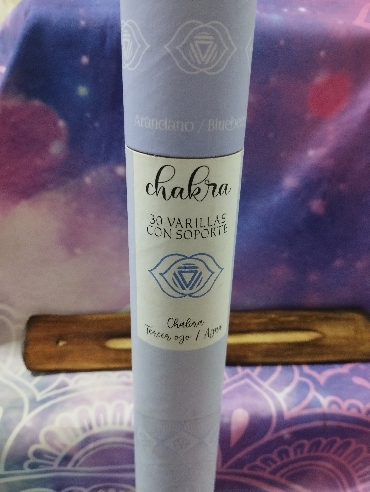 Arandano / Blueberry
chakra
30 VARILLAS
CON SOPORTE
Chakra
Tercer ojo / Ajna